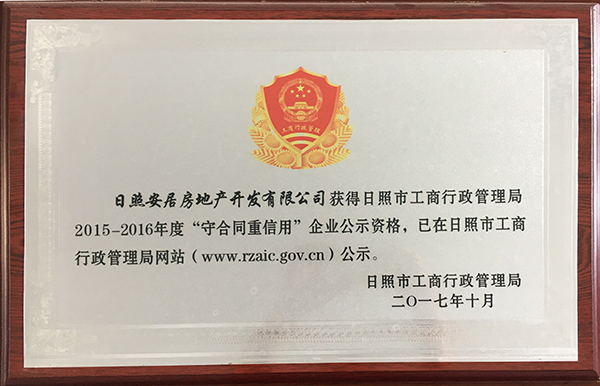 工商行政管理
日照安居房地产开发有限公司获得日照市工商行政管理局
2015-2016年度“守合同重信用”企业公示资格，已在日照市工商
行政管理局网站（www.rzaic.gov.cn）公示。
日照市工商行政管理局
二〇一七年十月